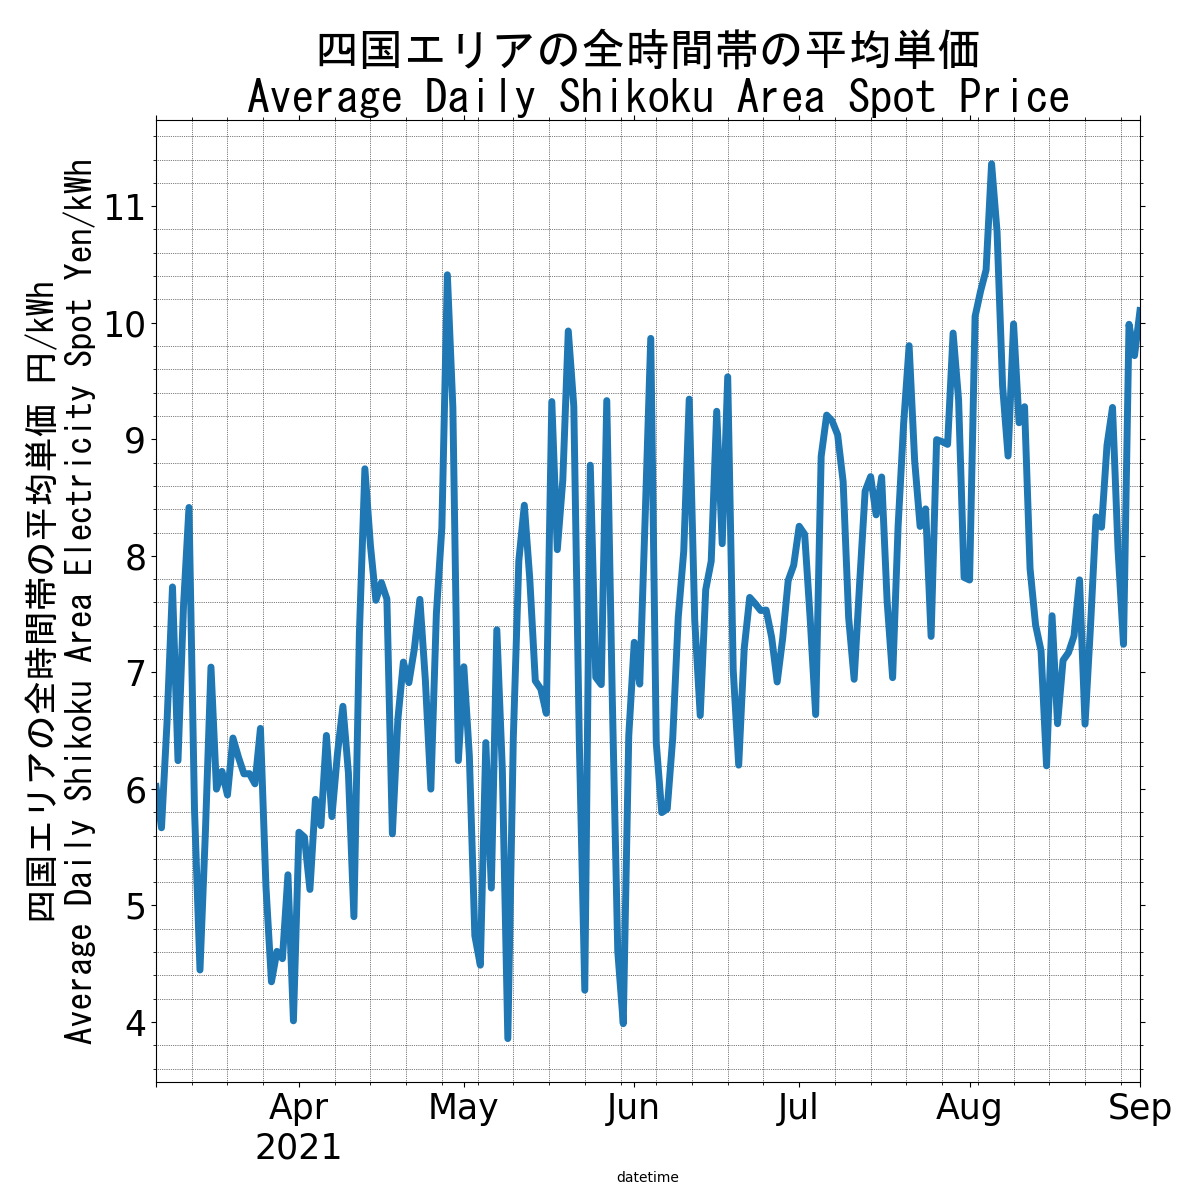 四国エリアの全時間帯の平均単価
Average Daily Shikoku Area Spot Price
四国エリアの全時間帯の平均単価 円/kWh
Average Daily Shikoku Area Electricity Spot Yen/kWh
11
10
9
8
7
6
5
4
Apr
2021
May
Jun
Jul
Aug
Sep
datetime